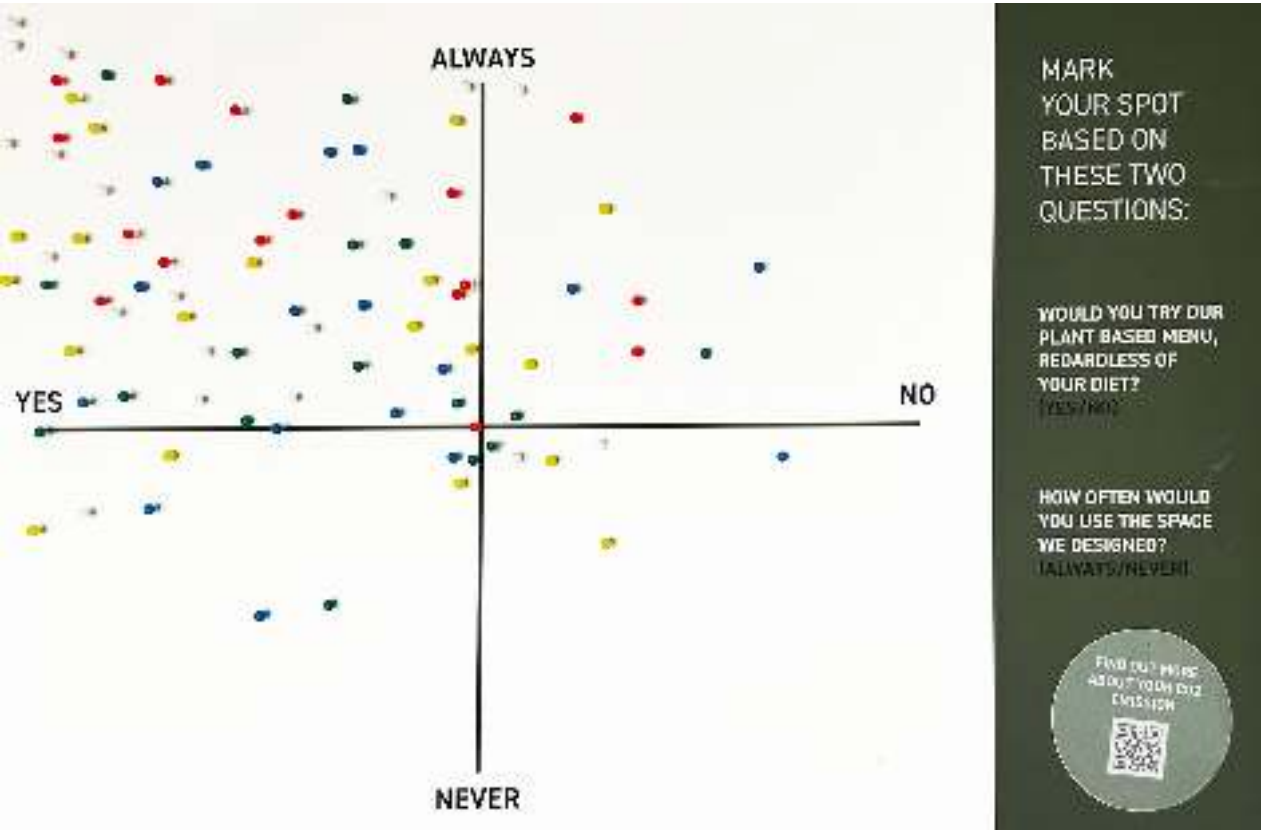 ALWAYS
YES
NO
NEVER
MARK
YOUR SPOT
BASED ON
THESE TWO
QUESTIONS:
WOULD YOU TRY OUR
PLANT BASED MENU,
REGARDLESS OF
YOUR DIET?
(YES/NO)
HOW OFTEN WOULD
YOU USE THE SPACE
WE DESIGNED?
(ALWAYS/NEVER)
FIND OUT MORE
ABOUT YOUR CO2
EMISSION